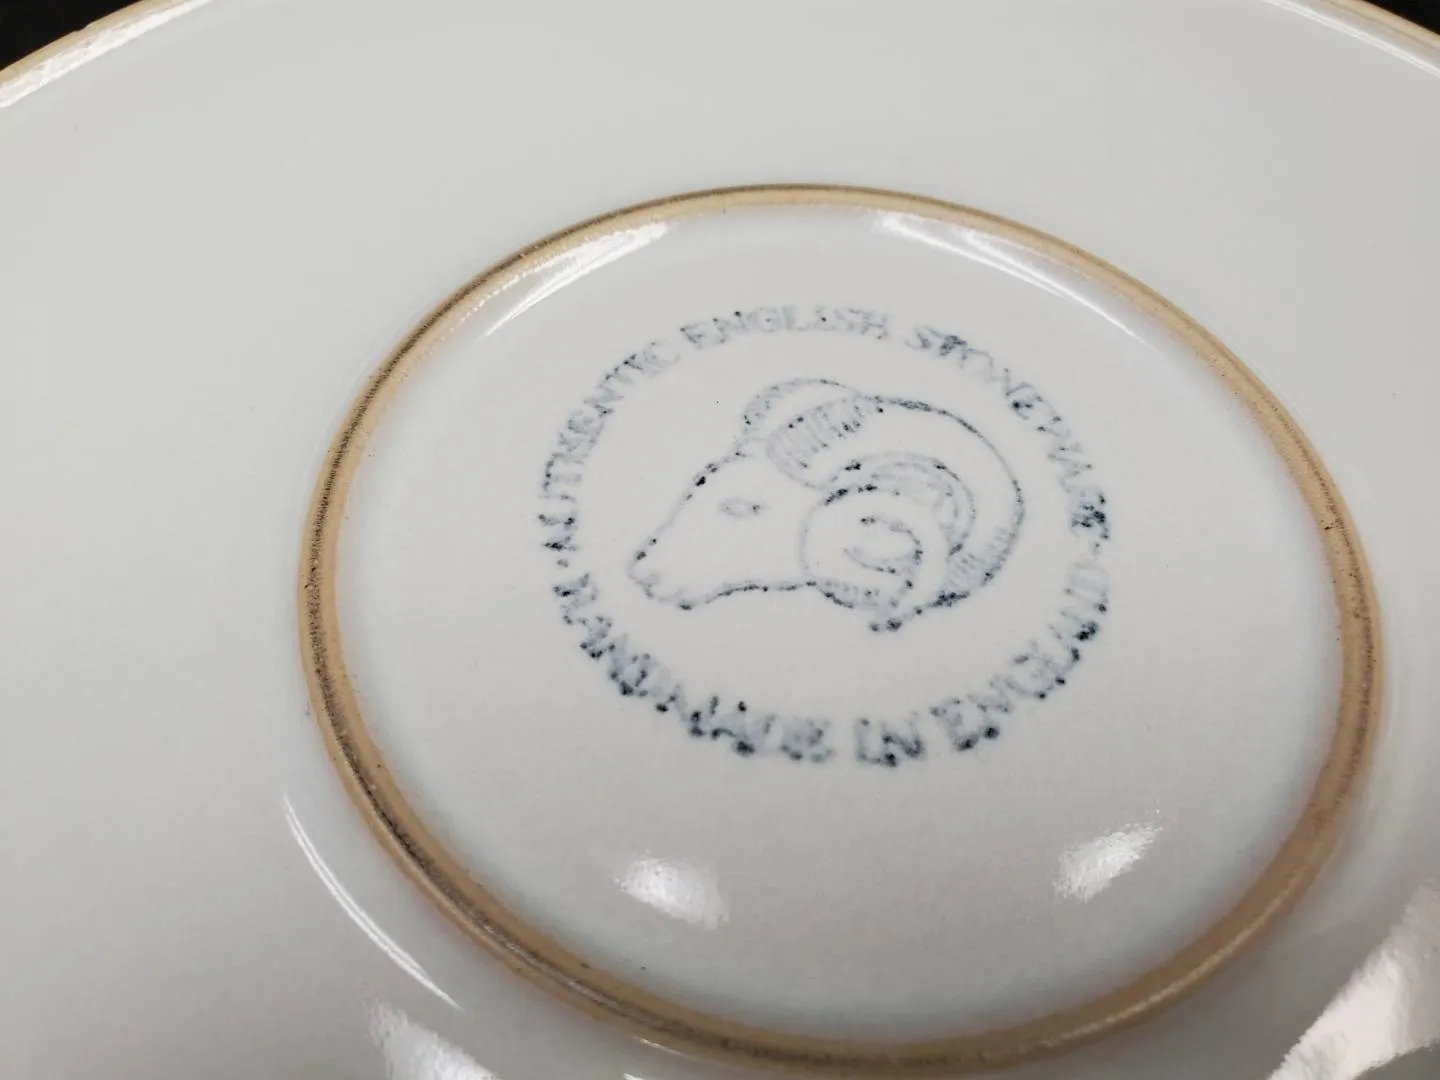 · AUTHENTIC ENGLISH STONEWARE ·
HANDMADE IN ENGLAND